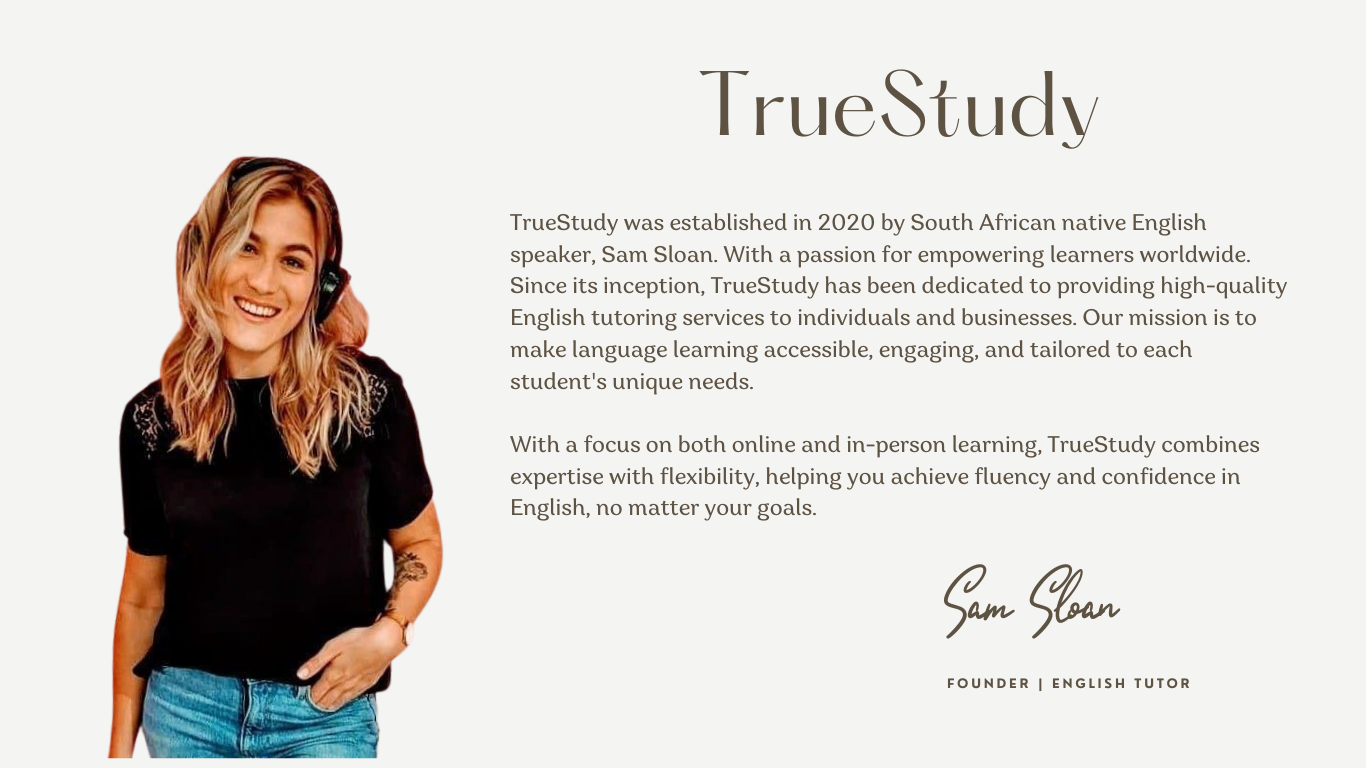 TrueStudy
TrueStudy was established in 2020 by South African native English
speaker, Sam Sloan. With a passion for empowering learners worldwide.
Since its inception, TrueStudy has been dedicated to providing high-quality
English tutoring services to individuals and businesses. Our mission is to
make language learning accessible, engaging, and tailored to each
student's unique needs.
With a focus on both online and in-person learning, TrueStudy combines
expertise with flexibility, helping you achieve fluency and confidence in
English, no matter your goals.
Sam Sloan
FOUNDER | ENGLISH TUTOR